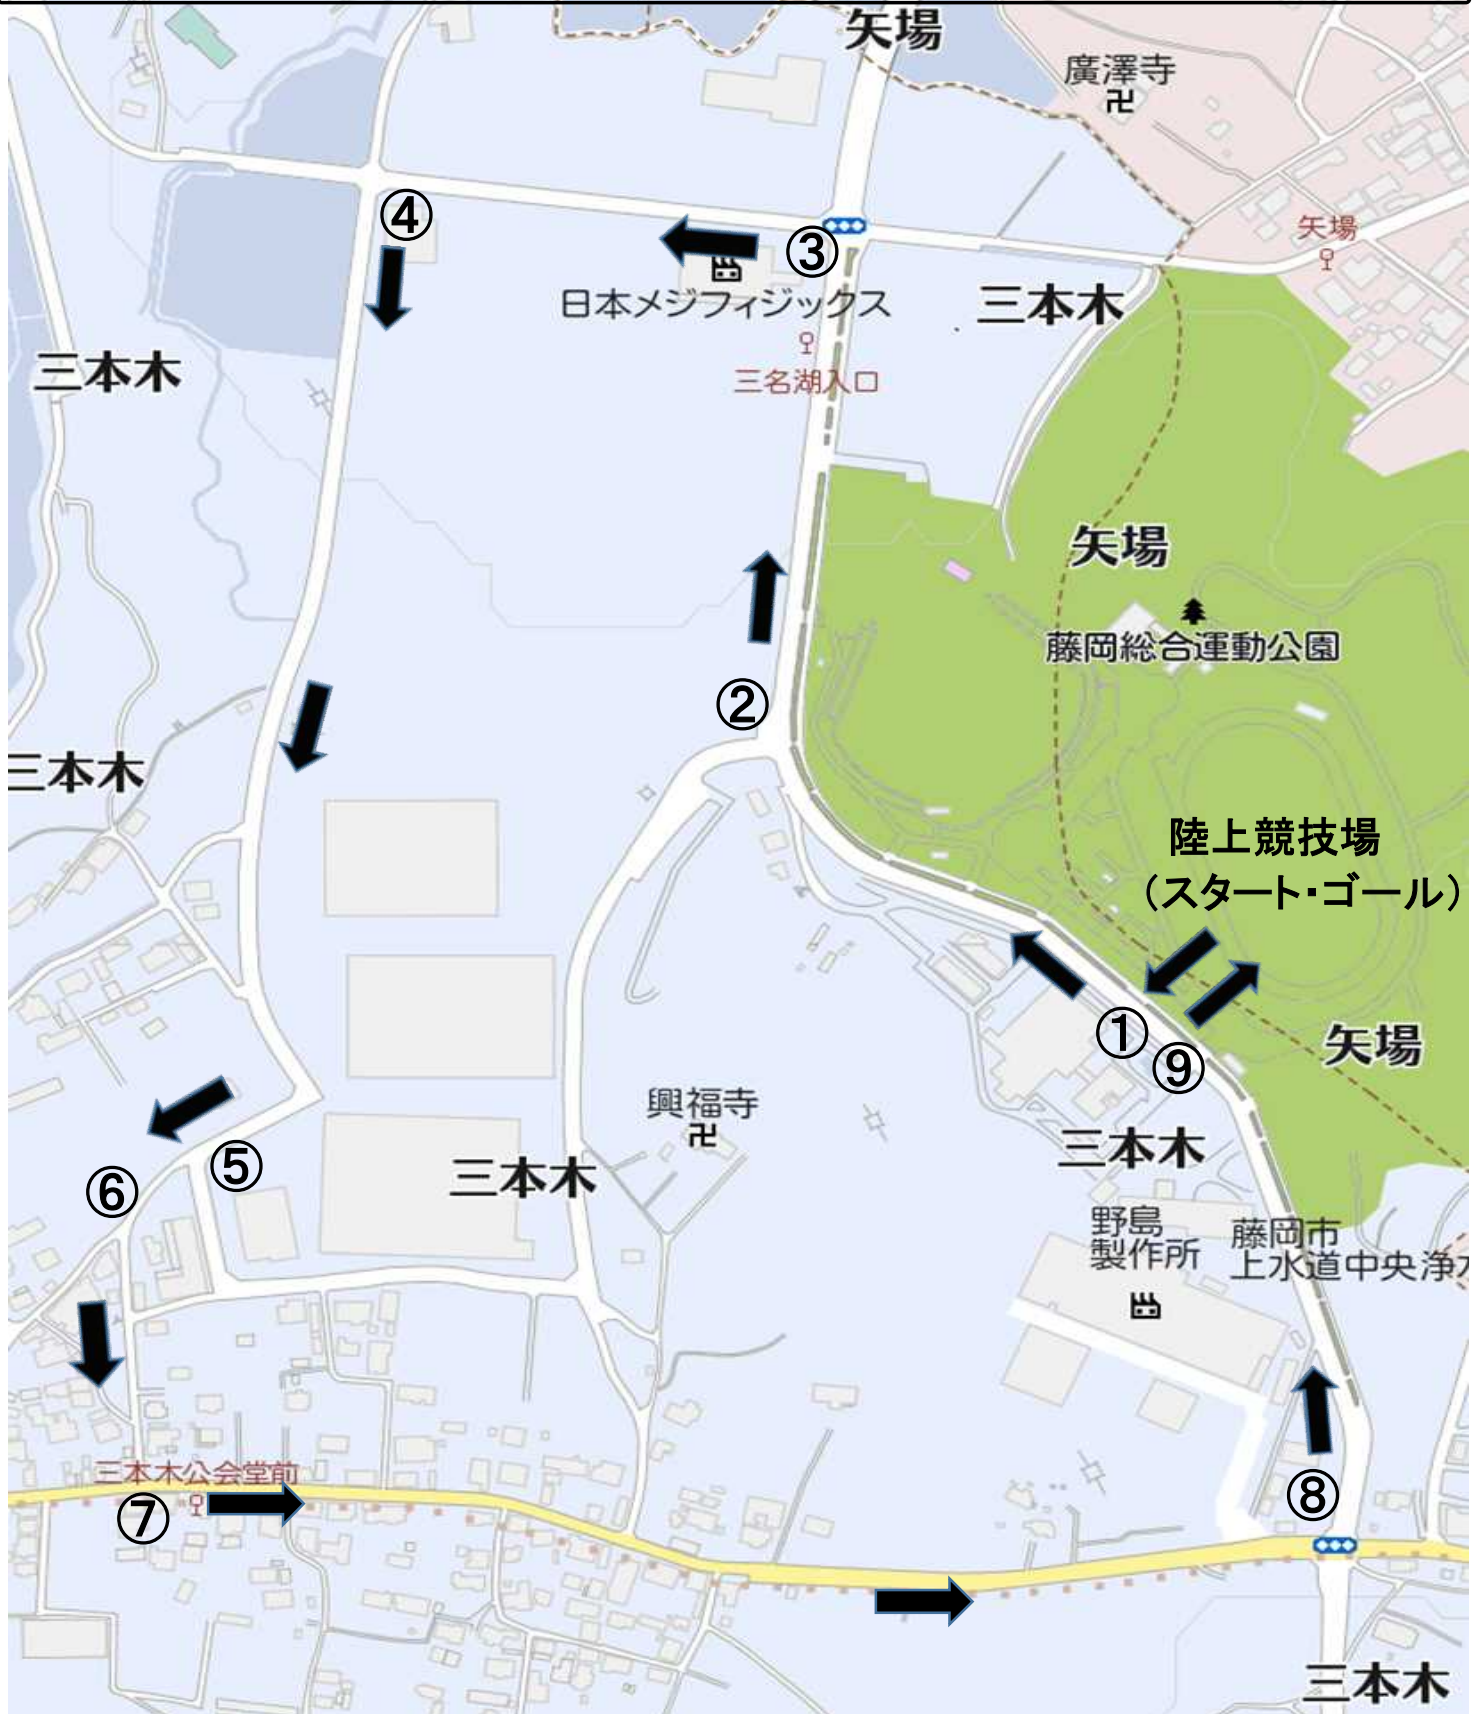 矢場
廣澤寺
④
矢場
③
日本メジフィジックス
三本木
三名湖入口
三本木
矢場
藤岡総合運動公園
②
三本木
陸上競技場
（スタート・ゴール）
①
矢場
⑨
興福寺
三本木
⑤
三本木
⑥
野島
製作所
藤岡市
上水道中央浄水
三本木公会堂前
⑦
⑧
三本木